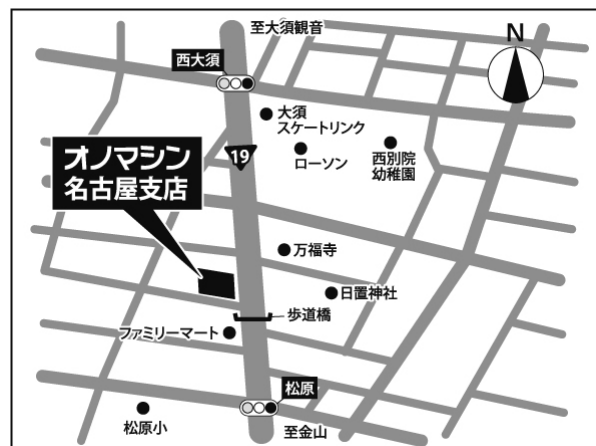 至大須観音
N
西大須
大須
スケートリンク
19
ローソン
西別院
幼稚園
オノマシン
名古屋支店
万福寺
日置神社
歩道橋
ファミリーマート
松原
松原小
至金山